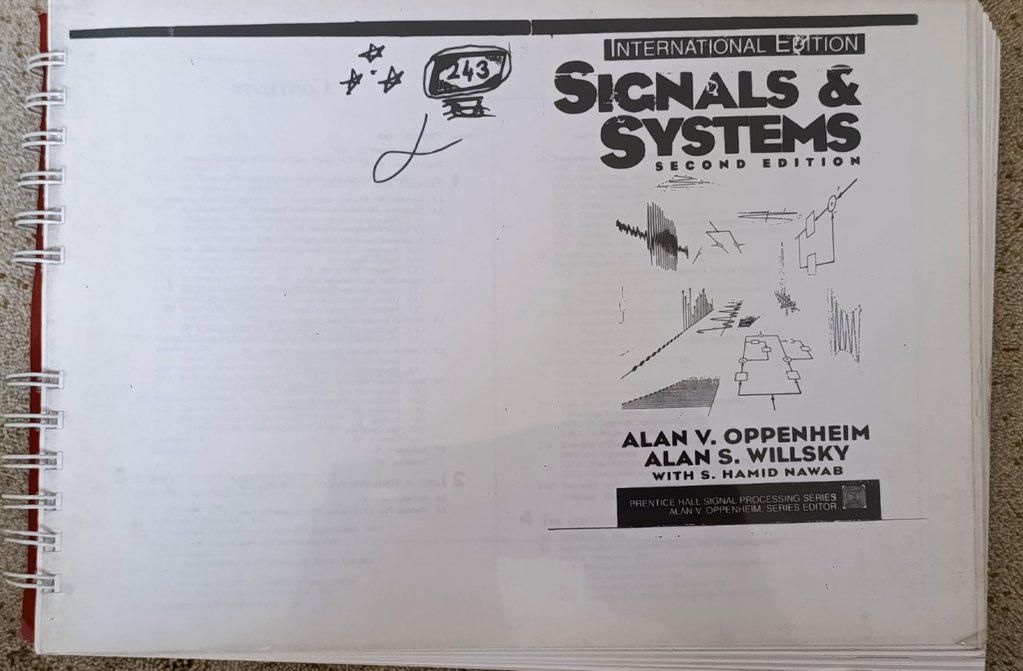 243
INTERNATIONAL EDITION
SIGNALS &
SYSTEMS
SECOND EDITION
ALAN V. OPPENHEIM
ALAN S. WILLSKY
WITH S. HAMID NAWAB
PRENTICE HALL SIGNAL PROCESSING SERIES
ALAN V. OPPENHEIM, SERIES EDITOR